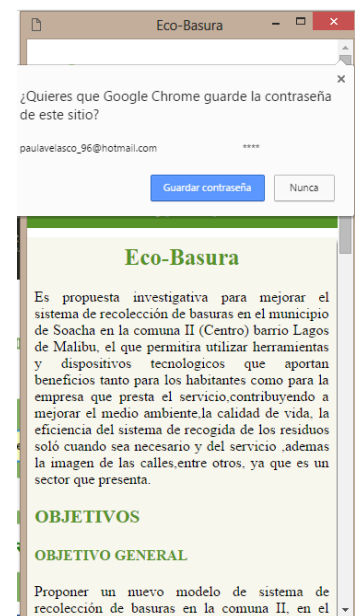 Eco-Basura
¿Quieres que Google Chrome guarde la contraseña
de este sitio?
paulavelasco_96@hotmail.com ****
Guardar contraseña Nunca
Eco-Basura
Es propuesta investigativa para mejorar el
sistema de recolección de basuras en el municipio
de Soacha en la comuna II (Centro) barrio Lagos
de Malibu, el que permitira utilizar herramientas
y dispositivos tecnologicos que aportan
beneficios tanto para los habitantes como para la
empresa que presta el servicio,contribuyendo a
mejorar el medio ambiente,la calidad de vida, la
eficiencia del sistema de recogida de los residuos
soló cuando sea necesario y del servicio ,ademas
la imagen de las calles,entre otros, ya que es un
sector que presenta.
OBJETIVOS
OBJETIVO GENERAL
Proponer un nuevo modelo de sistema de
recolección de basuras en la comuna II, en el